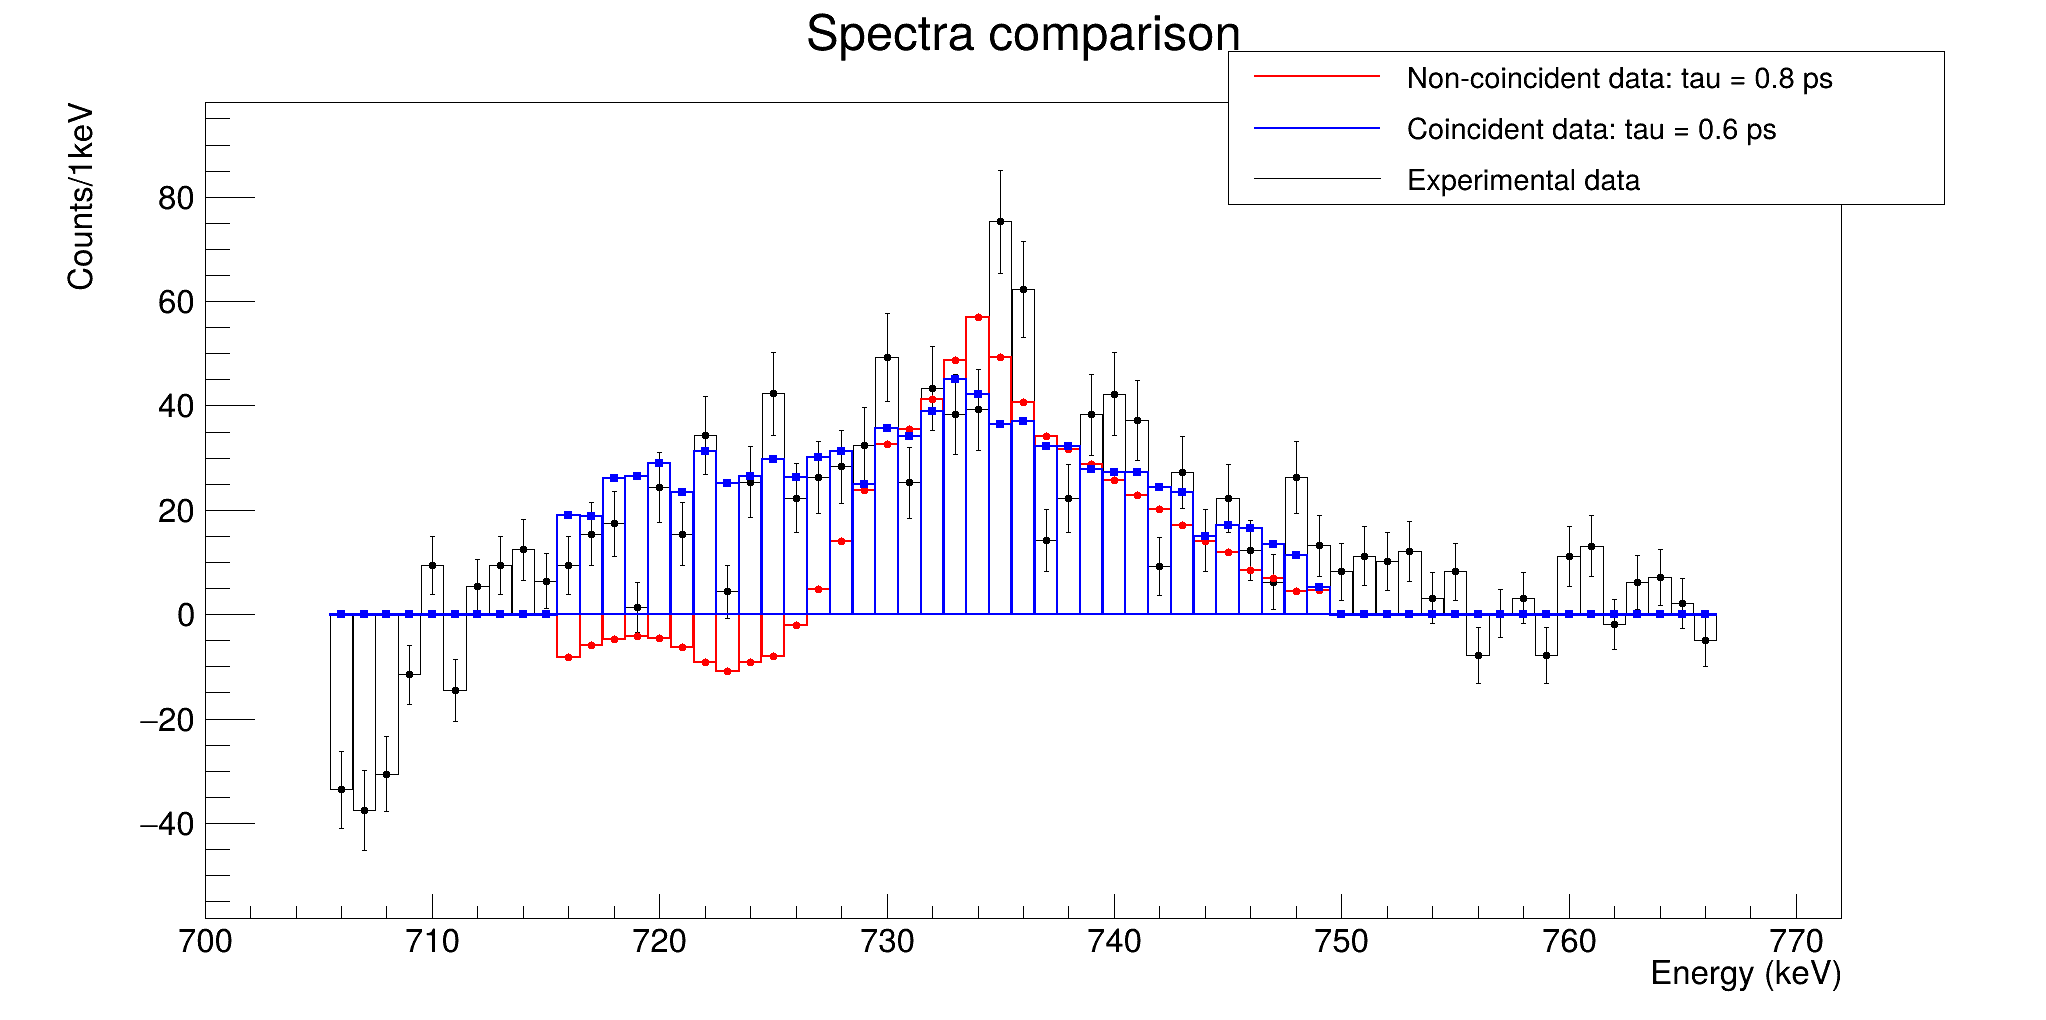 Spectra comparison
Non-coincident data: tau = 0.8 ps
Coincident data: tau = 0.6 ps
Experimental data
Counts/1keV
80
60
40
20
0
−20
−40
700 710 720 730 740 750 760 770
Energy (keV)